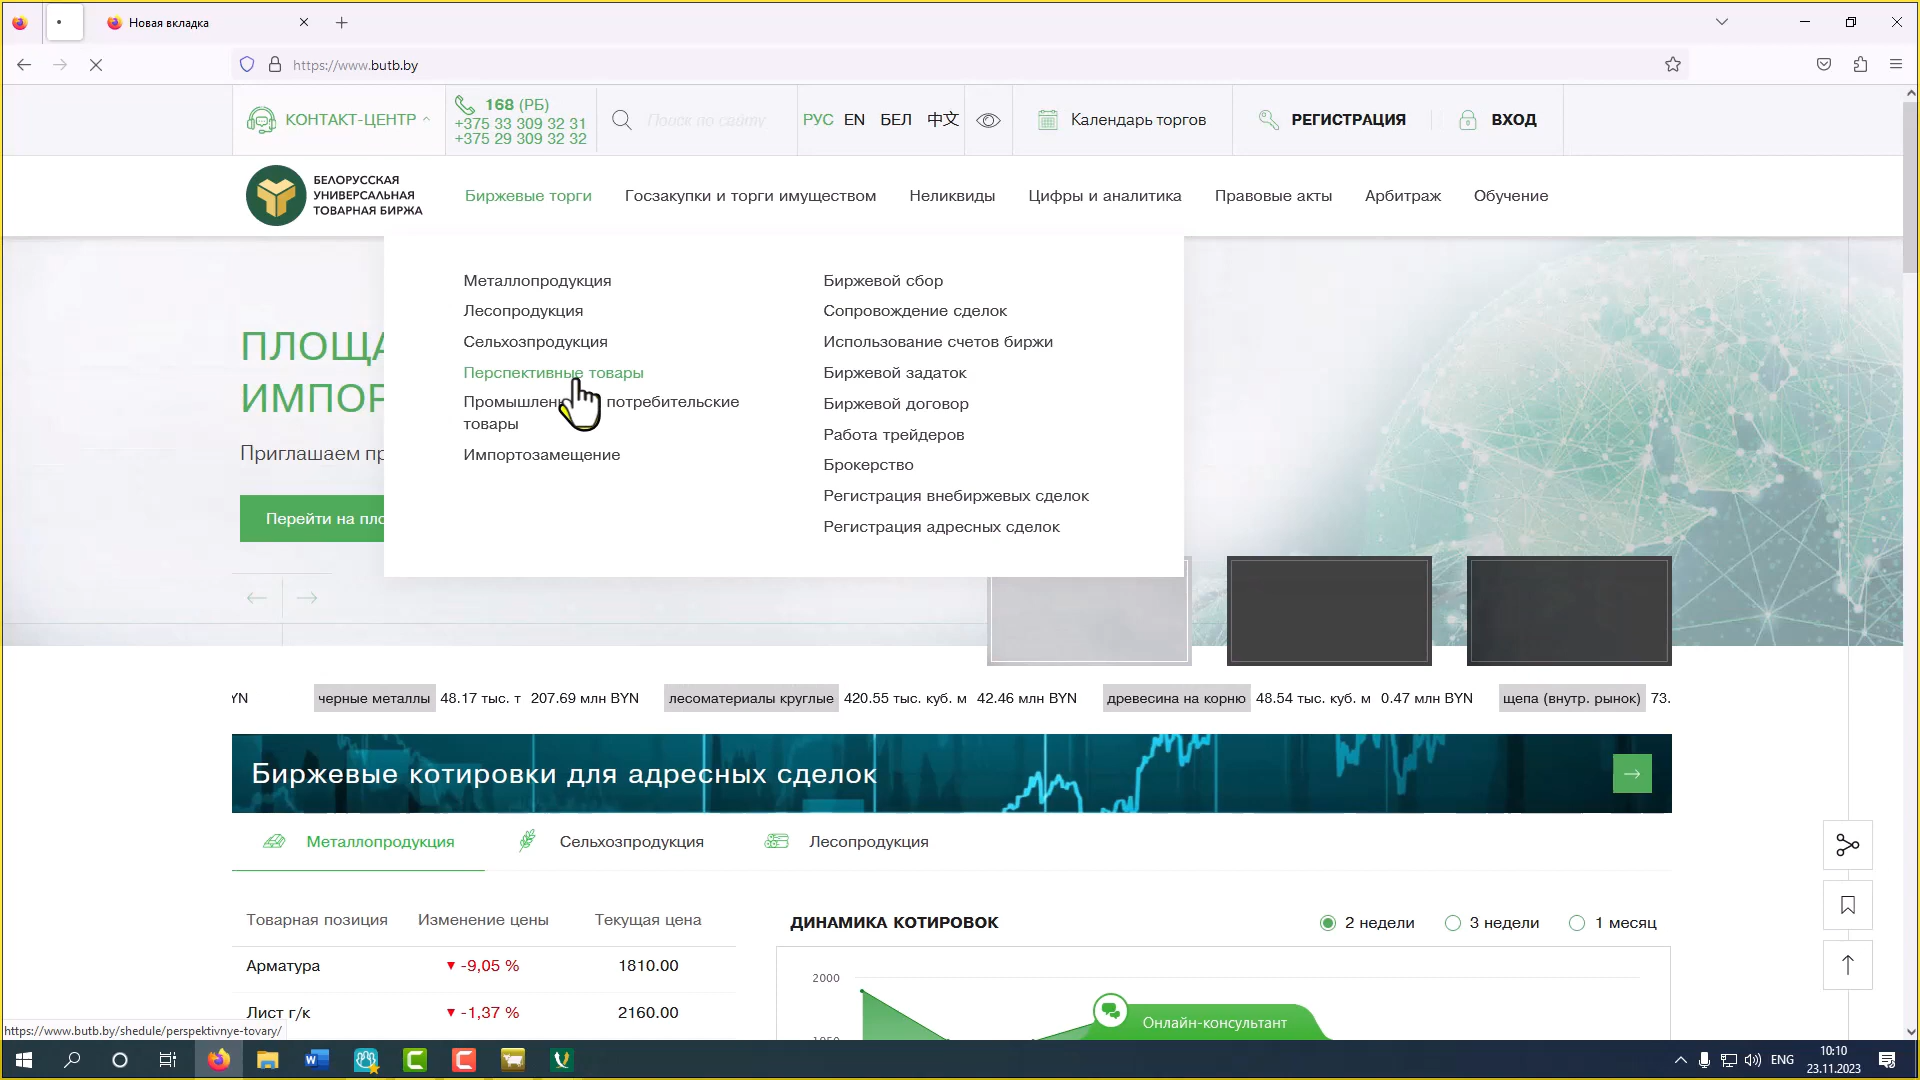 Новая вкладка
https://www.butb.by
КОНТАКТ-ЦЕНТР
168 (РБ)
+375 33 309 32 31
+375 29 309 32 32
Поиск по сайту
РУС EN БЕЛ 中文
Календарь торгов
РЕГИСТРАЦИЯ
ВХОД
БЕЛОРУССКАЯ
УНИВЕРСАЛЬНАЯ
ТОВАРНАЯ БИРЖА
Биржевые торги Госзакупки и торги имуществом Неликвиды Цифры и аналитика Правовые акты Арбитраж Обучение
Металлопродукция
Лесопродукция
Сельхозпродукция
Перспективные товары
потребительские
товары
Импортозамещение
Биржевой сбор
Сопровождение сделок
Использование счетов биржи
Биржевой задаток
Биржевой договор
Работа трейдеров
Брокерство
Регистрация внебиржевых сделок
Регистрация адресных сделок
ПЛОЩА
ИМПОР
Приглашаем пр
Перейти на пло
YN черные металлы 48.17 тыс. т 207.69 млн BYN лесоматериалы круглые 420.55 тыс. куб. м 42.46 млн BYN древесина на корню 48.54 тыс. куб. м 0.47 млн BYN щепа (внутр. рынок) 73.
Биржевые котировки для адресных сделок
Металлопродукция Сельхозпродукция Лесопродукция
Товарная позиция Изменение цены Текущая цена
Арматура -9,05 % 1810.00
Лист г/к -1,37 % 2160.00
ДИНАМИКА КОТИРОВОК
2 недели 3 недели 1 месяц
2000
Онлайн-консультант
https://www.butb.by/shedule/perspektivnye-tovary/
ENG
10:10
23.11.2023